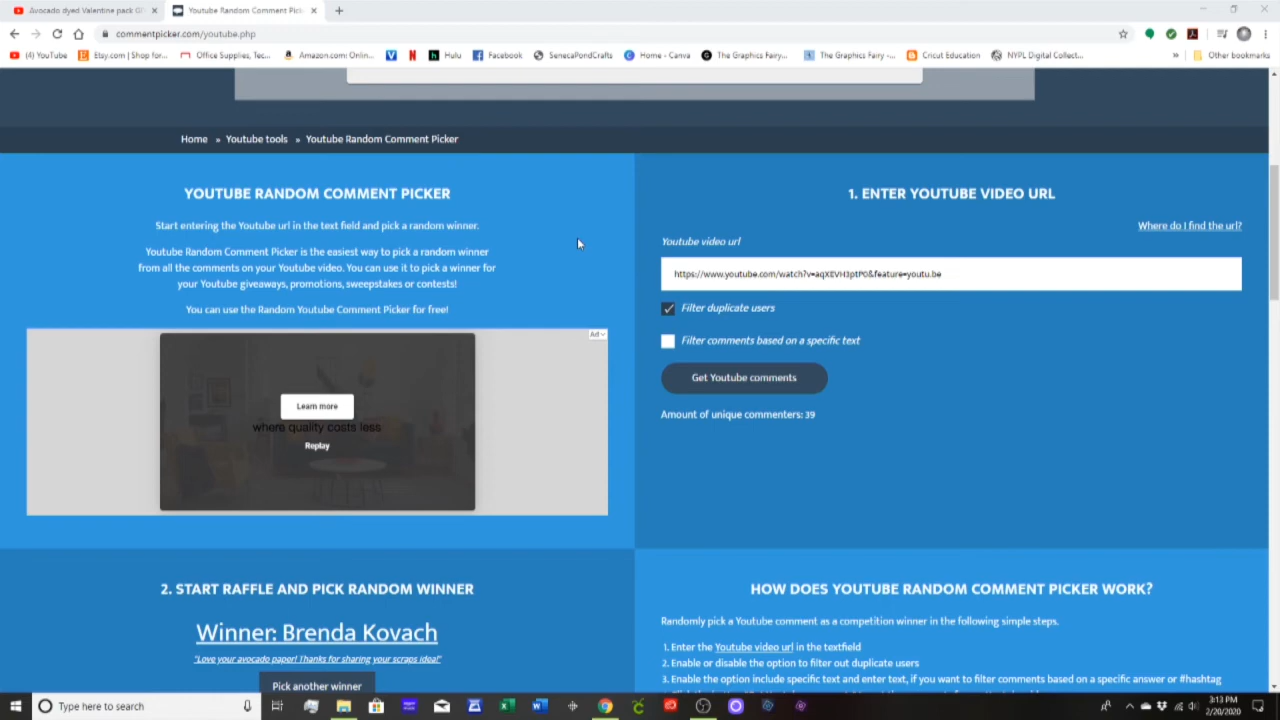 Avocado dyed Valentine pack GI
Youtube Random Comment Pick
commentpicker.com/youtube.php
(4) YouTube
Etsy.com | Shop for...
Office Supplies, Tec...
Amazon.com: Onlin...
Hulu
Facebook
SenecaPondCrafts
Home - Canva
The Graphics Fairy...
The Graphics Fairy -...
Cricut Education
NYPL Digital Collect...
Other bookmarks
Home » Youtube tools » Youtube Random Comment Picker
YOUTUBE RANDOM COMMENT PICKER
Start entering the Youtube url in the text field and pick a random winner.
Youtube Random Comment Picker is the easiest way to pick a random winner
from all the comments on your Youtube video. You can use it to pick a winner for
your Youtube giveaways, promotions, sweepstakes or contests!
You can use the Random Youtube Comment Picker for free!
Ad
Learn more
where quality costs less
Replay
1. ENTER YOUTUBE VIDEO URL
Where do I find the url?
Youtube video url
https://www.youtube.com/watch?v=aqXEVH3ptP0&feature=youtu.be
Filter duplicate users
Filter comments based on a specific text
Get Youtube comments
Amount of unique commenters: 39
2. START RAFFLE AND PICK RANDOM WINNER
Winner: Brenda Kovach
"Love your avocado paper! Thanks for sharing your scraps idea!"
Pick another winner
HOW DOES YOUTUBE RANDOM COMMENT PICKER WORK?
Randomly pick a Youtube comment as a competition winner in the following simple steps.
1. Enter the Youtube video url in the textfield
2. Enable or disable the option to filter out duplicate users
3. Enable the option include specific text and enter text, if you want to filter comments based on a specific answer or #hashtag
Type here to search
3:13 PM
2/20/2020